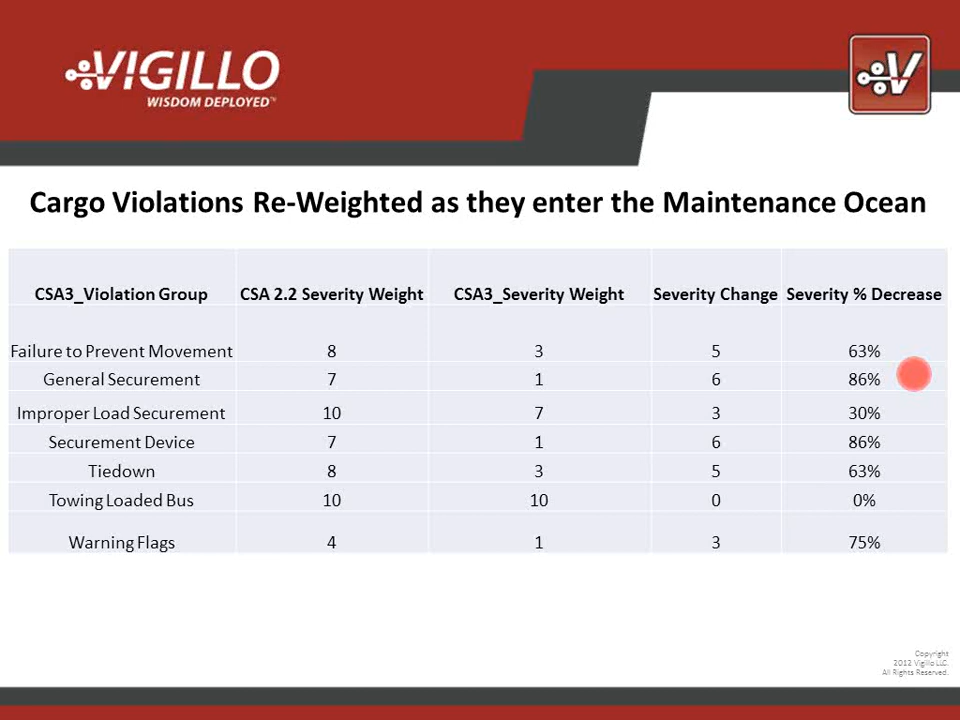 VIGILLO
WISDOM DEPLOYED™
V
Cargo Violations Re-Weighted as they enter the Maintenance Ocean
CSA3_Violation Group CSA 2.2 Severity Weight CSA3_Severity Weight Severity Change Severity % Decrease
Failure to Prevent Movement 8 3 5 63%
General Securement 7 1 6 86%
Improper Load Securement 10 7 3 30%
Securement Device 7 1 6 86%
Tiedown 8 3 5 63%
Towing Loaded Bus 10 10 0 0%
Warning Flags 4 1 3 75%
Copyright
2012 Vigillo LLC.
All Rights Reserved.